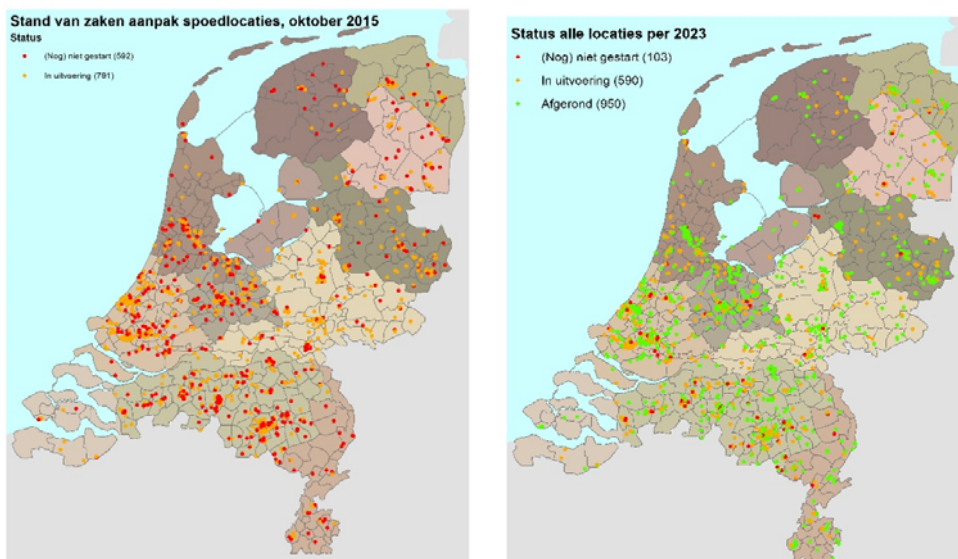 Stand van zaken aanpak spoedlocaties, oktober 2015
Status
(Nog) niet gestart (592)
In uitvoering (791)
Status alle locaties per 2023
(Nog) niet gestart (103)
In uitvoering (590)
Afgerond (950)